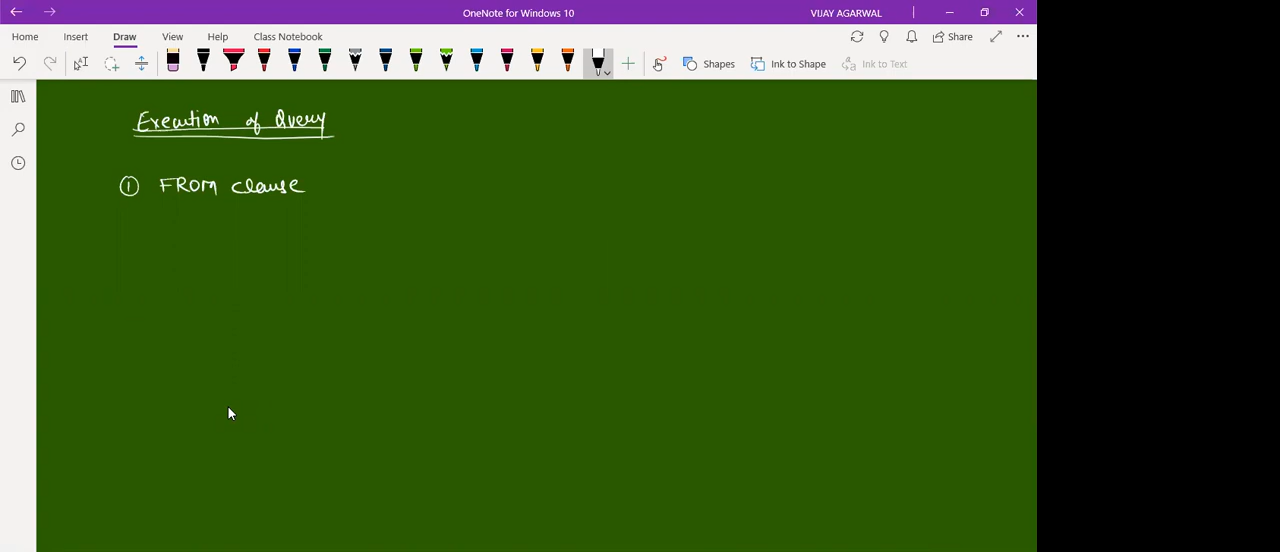 OneNote for Windows 10
VIJAY AGARWAL
Home Insert Draw View Help Class Notebook
Share
Shapes Ink to Shape Ink to Text
Execution of Query
① FROM clause